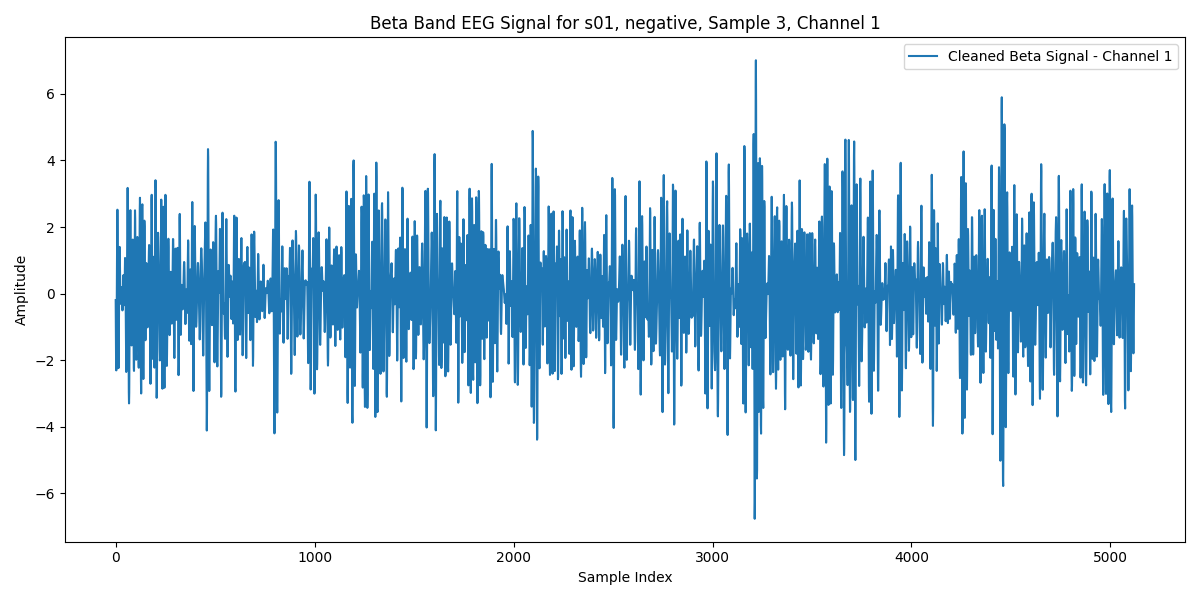 Beta Band EEG Signal for s01, negative, Sample 3, Channel 1
Cleaned Beta Signal - Channel 1
Amplitude
6
4
2
0
−2
−4
−6
0 1000 2000 3000 4000 5000
Sample Index